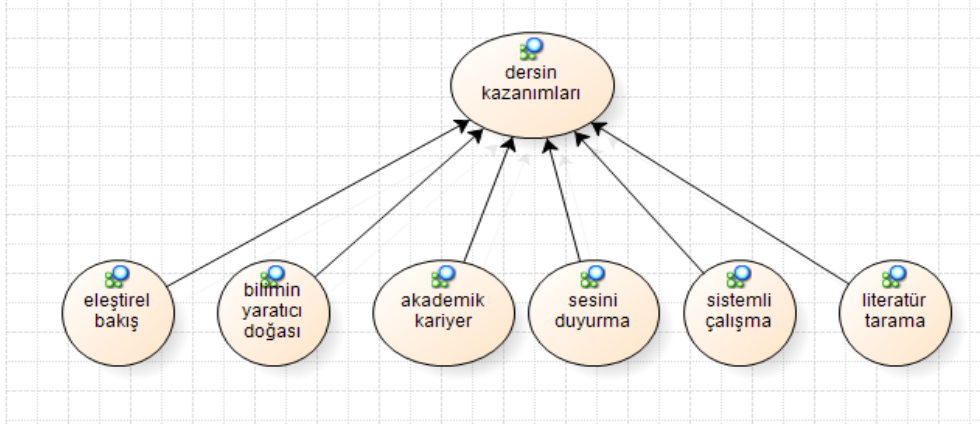 dersin
kazanımları
eleştirel
bakış
bilimin
yaratıcı
doğası
akademik
kariyer
sesini
duyurma
sistemli
çalışma
literatür
tarama